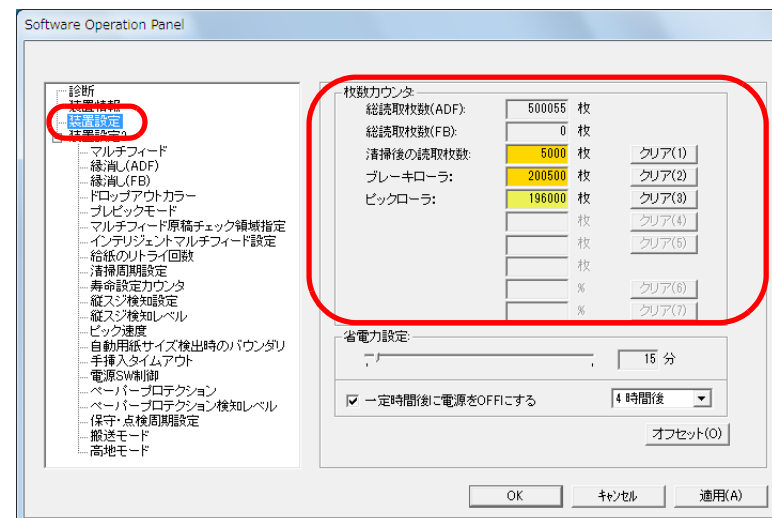 Software Operation Panel
診断
装置情報
装置設定
装置設定2
マルチフィード
縁消し(ADF)
縁消し(FB)
ドロップアウトカラー
プレピックモード
マルチフィード原稿チェック領域指定
インテリジェントマルチフィード設定
給紙のリトライ回数
清掃周期設定
寿命設定カウンタ
縦スジ検知設定
縦スジ検知レベル
ピック速度
自動用紙サイズ検出時のバウンダリ
手挿入タイムアウト
電源SW制御
ペーパープロテクション
ペーパープロテクション検知レベル
保守・点検周期設定
搬送モード
高地モード
枚数カウンタ:
総読取枚数(ADF): 500055 枚
総読取枚数(FB): 0 枚
清掃後の読取枚数: 5000 枚 クリア(1)
ブレーキローラ: 200500 枚 クリア(2)
ピックローラ: 196000 枚 クリア(3)
枚 クリア(4)
枚 クリア(5)
枚
% クリア(6)
% クリア(7)
省電力設定:
15 分
一定時間後に電源をOFFにする 4 時間後
オフセット(O)
OK キャンセル 適用(A)